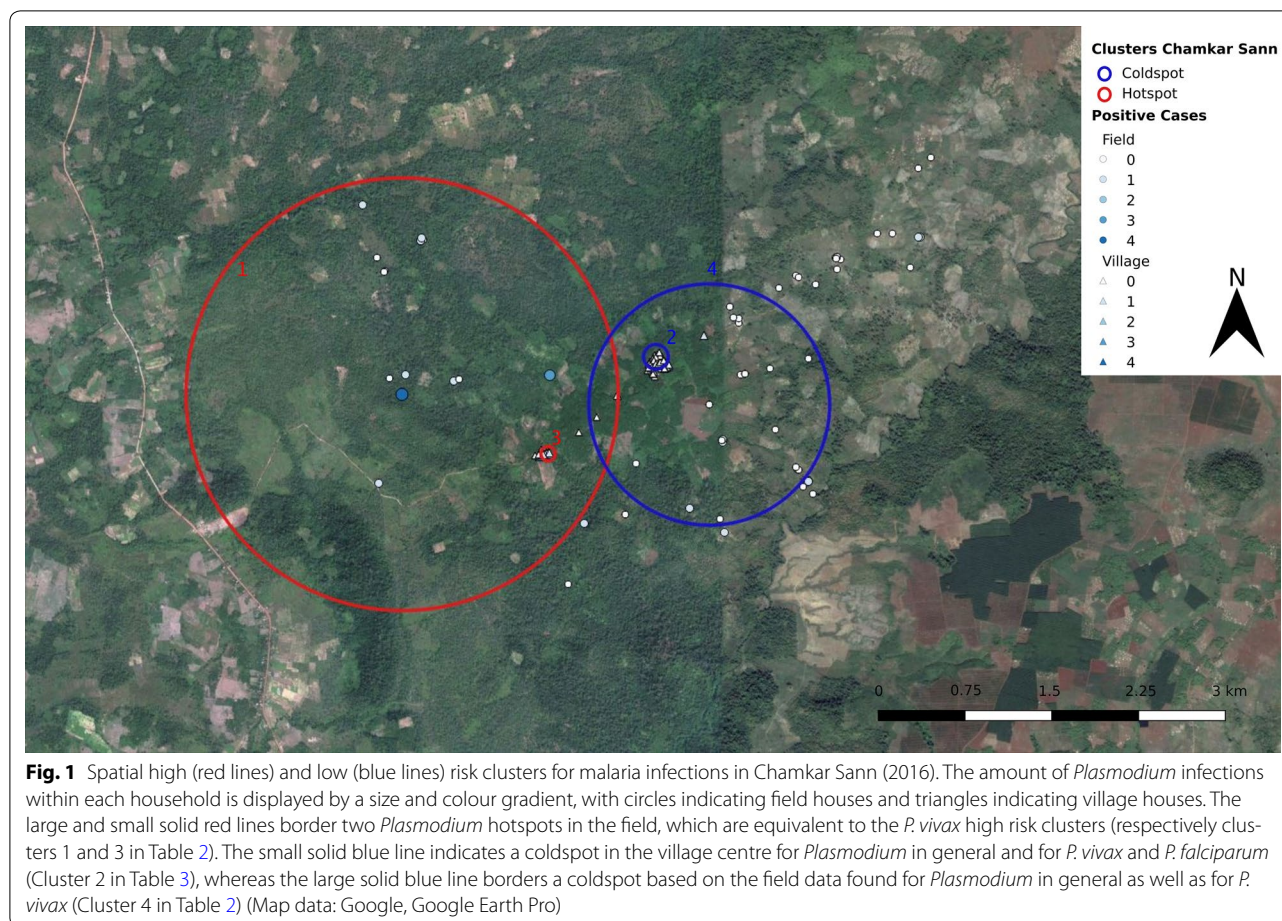 Clusters Chamkar Sann
Coldspot
Hotspot
Positive Cases
Field
0
1
2
3
4
Village
0
1
2
3
4
N
1
4
2
3
0 0.75 1.5 2.25 3 km
Fig. 1 Spatial high (red lines) and low (blue lines) risk clusters for malaria infections in Chamkar Sann (2016). The amount of Plasmodium infections
within each household is displayed by a size and colour gradient, with circles indicating field houses and triangles indicating village houses. The
large and small solid red lines border two Plasmodium hotspots in the field, which are equivalent to the P. vivax high risk clusters (respectively clus-
ters 1 and 3 in Table 2). The small solid blue line indicates a coldspot in the village centre for Plasmodium in general and for P. vivax and P. falciparum
(Cluster 2 in Table 3), whereas the large solid blue line borders a coldspot based on the field data found for Plasmodium in general as well as for P.
vivax (Cluster 4 in Table 2) (Map data: Google, Google Earth Pro)